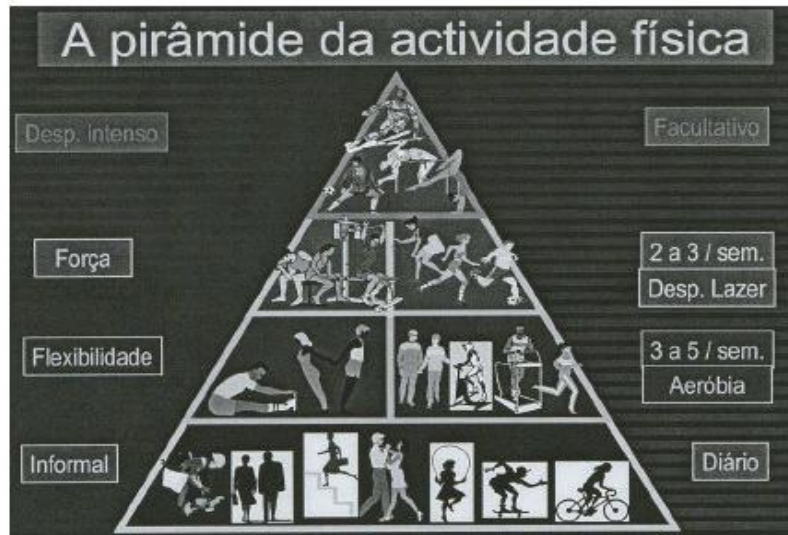 A pirâmide da actividade física
Desp. intenso
Facultativo
Força
2 a 3 / sem.
Desp. Lazer
Flexibilidade
3 a 5 / sem.
Aeróbia
Informal
Diário